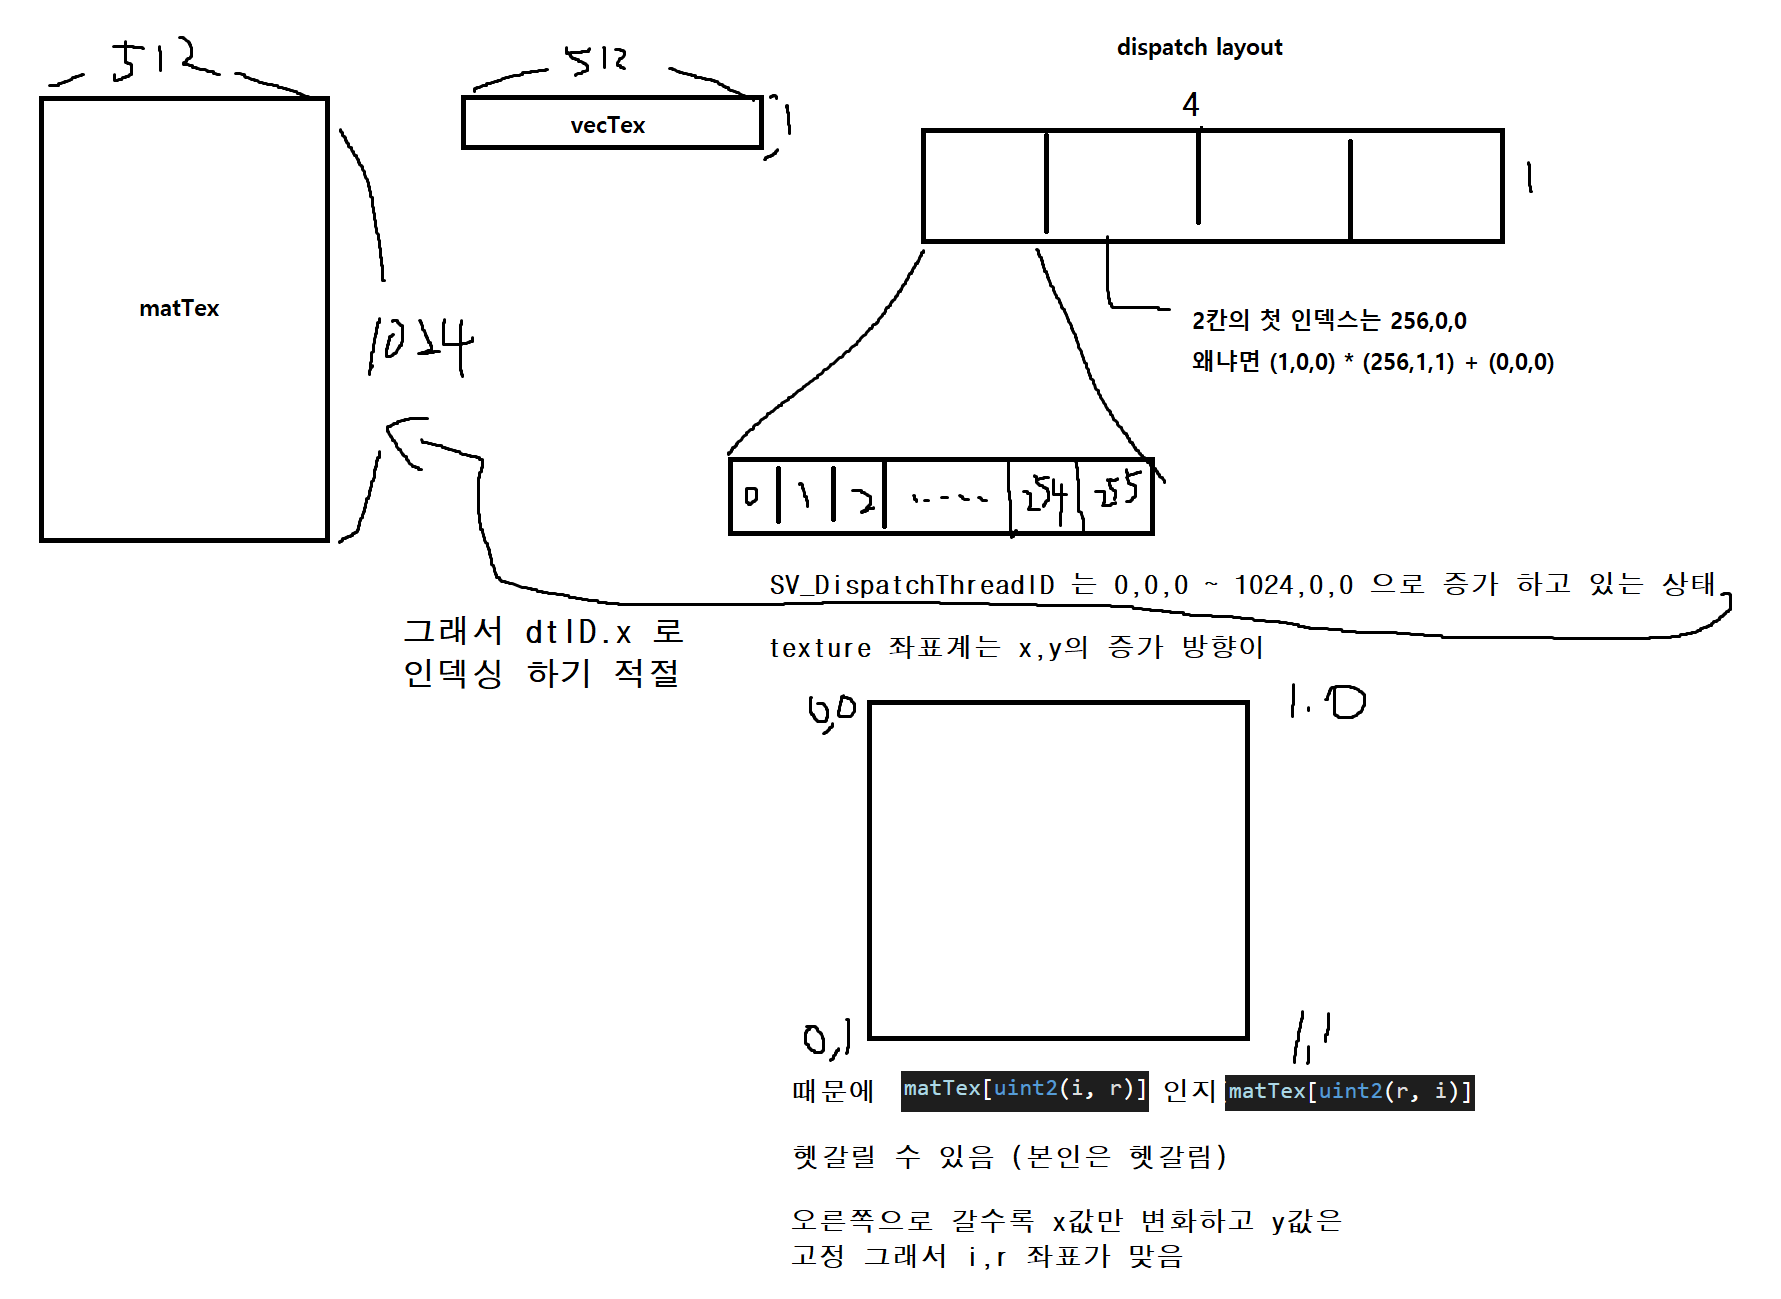 512
512
dispatch layout
4
vecTex
1
1
matTex
1024
2칸의 첫 인덱스는 256,0,0
왜냐면 (1,0,0) * (256,1,1) + (0,0,0)
0 1 2 ----- 254 255
SV_DispatchThreadID 는 0,0,0 ~ 1024,0,0 으로 증가 하고 있는 상태
그래서 dtID.x 로
인덱싱 하기 적절
texture 좌표계는 x,y의 증가 방향이
0,0
1.0
0,1
1,1
때문에 matTex[uint2(i, r)] 인지 matTex[uint2(r, i)]
헷갈릴 수 있음 (본인은 헷갈림)
오른쪽으로 갈수록 x값만 변화하고 y값은
고정 그래서 i,r 좌표가 맞음